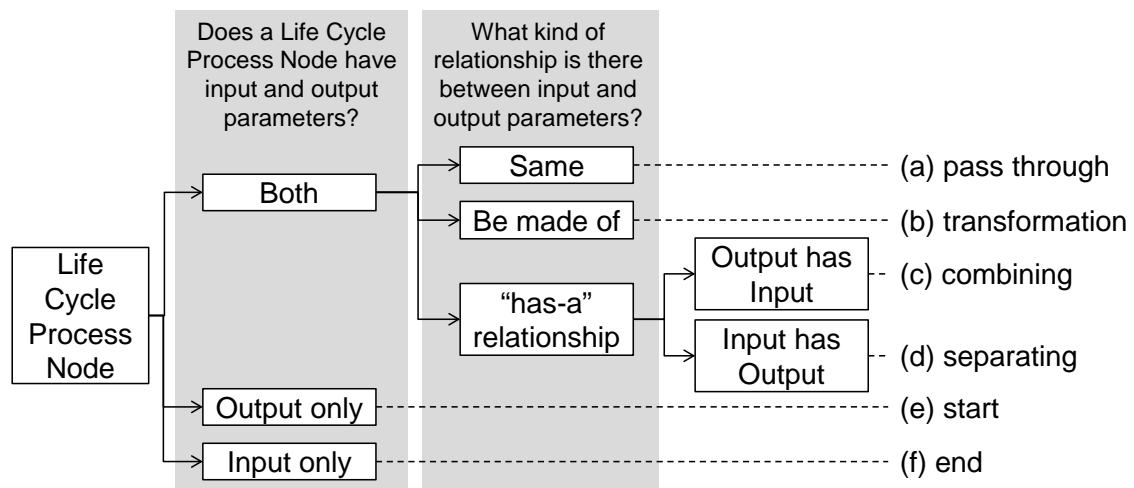 Does a Life Cycle
Process Node have
input and output
parameters?
What kind of
relationship is there
between input and
output parameters?
Life
Cycle
Process
Node
Both
Same
(a) pass through
Be made of
(b) transformation
“has-a”
relationship
Output has
Input
(c) combining
Input has
Output
(d) separating
Output only
(e) start
Input only
(f) end